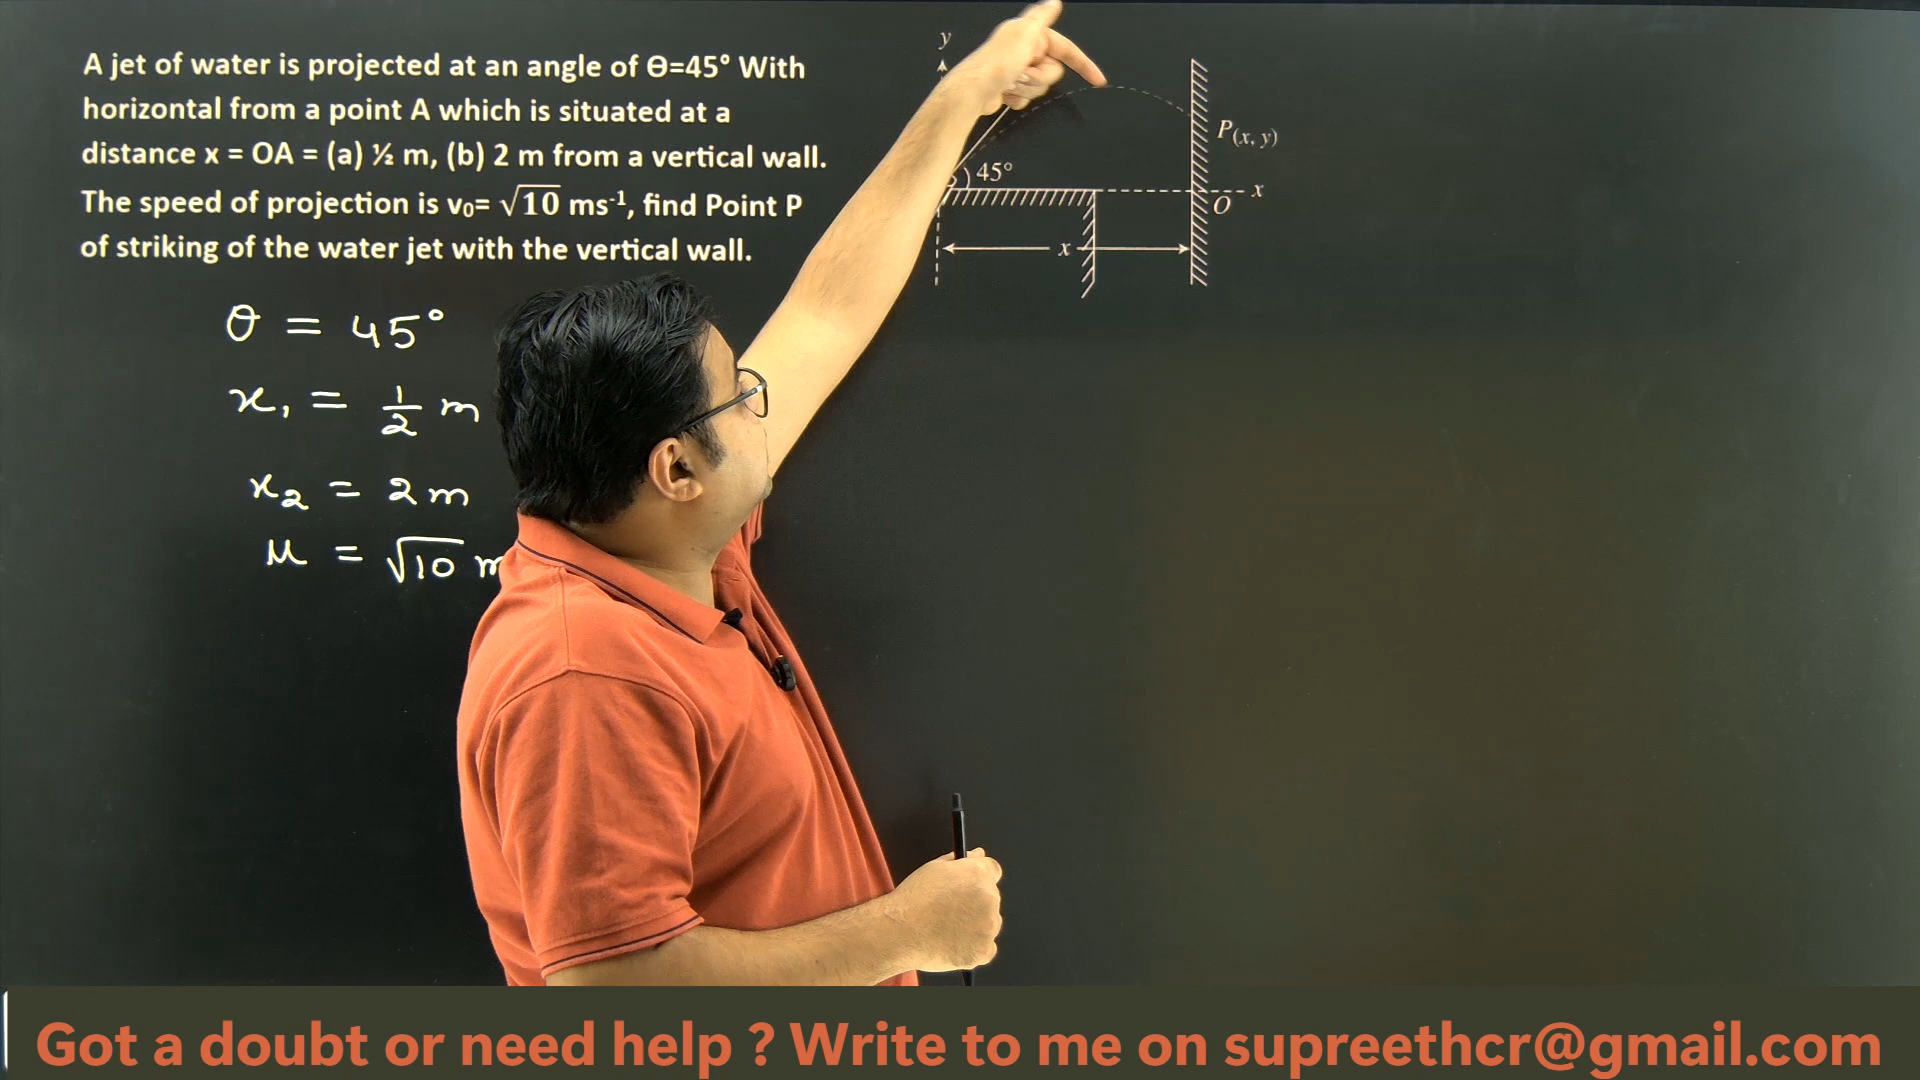 A jet of water is projected at an angle of Θ=45° With
horizontal from a point A which is situated at a
distance x = OA = (a) ½ m, (b) 2 m from a vertical wall.
The speed of projection is v₀= √10 ms⁻¹, find Point P
of striking of the water jet with the vertical wall.
y
P(x, y)
45°
x
O
x
θ = 45°
x₁ = 1/2 m
x₂ = 2 m
u = √10 m
Got a doubt or need help ? Write to me on supreethcr@gmail.com